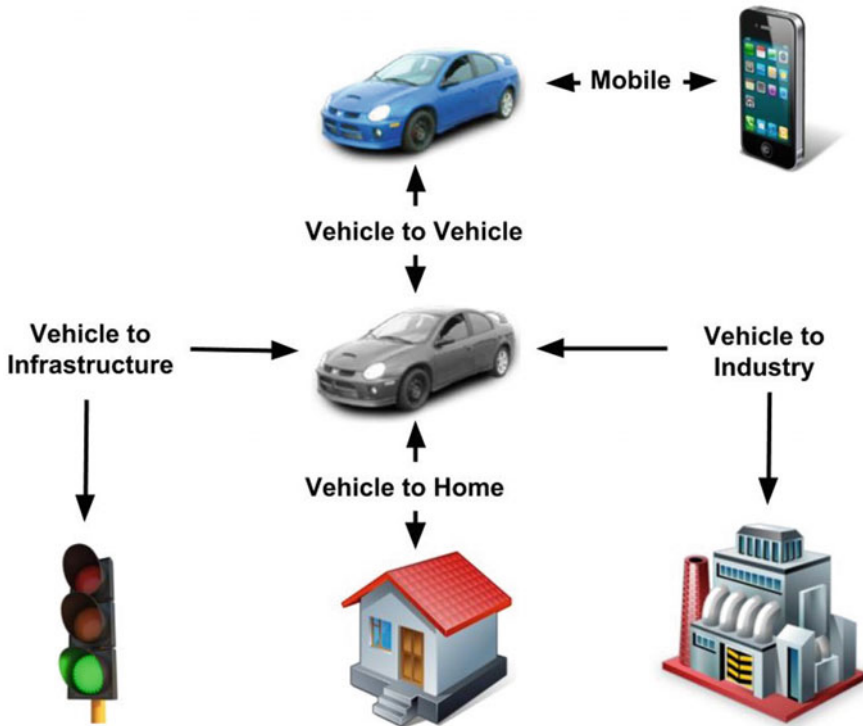 Mobile
Vehicle to Vehicle
Vehicle to
Infrastructure
Vehicle to
Industry
Vehicle to Home